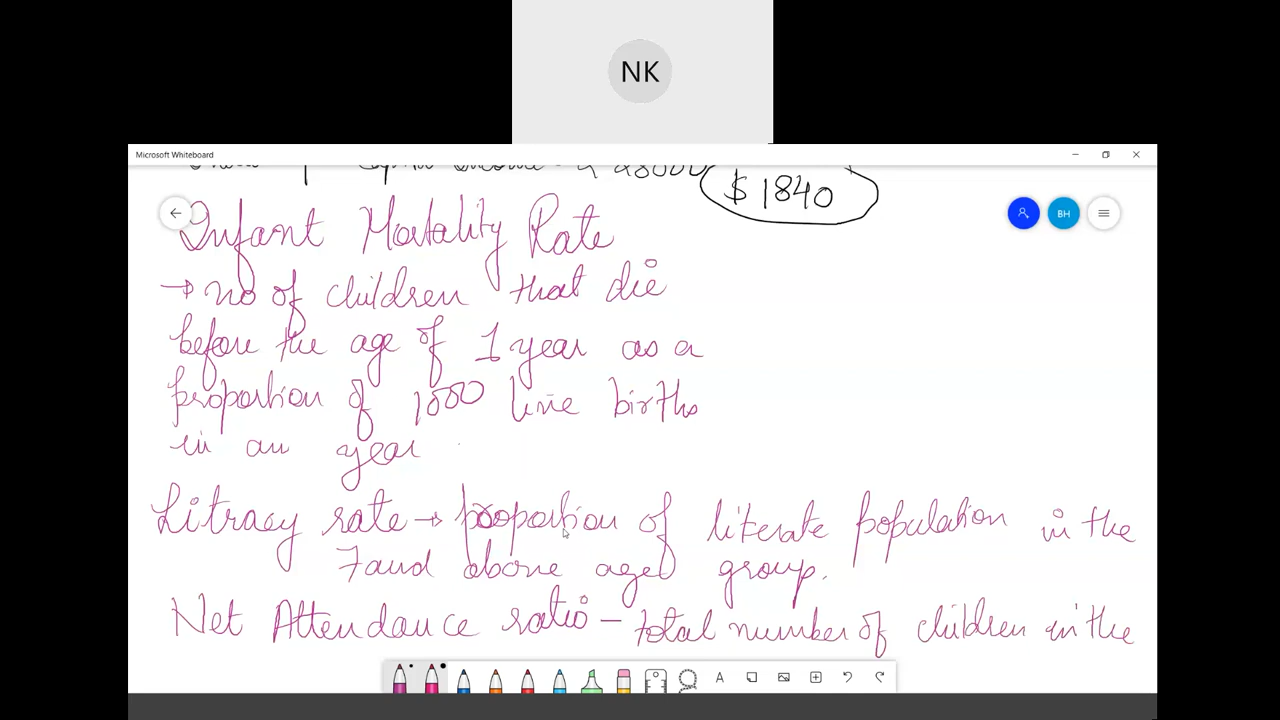 NK
Microsoft Whiteboard
$ 1840
BH
Infant Mortality Rate
→ no of children that die
before the age of 1 year as a
proportion of 1000 live births
in an year
Litracy rate → proportion of literate population in the
7 and above aged group.
Net Attendance ratio - total number of children in the
A